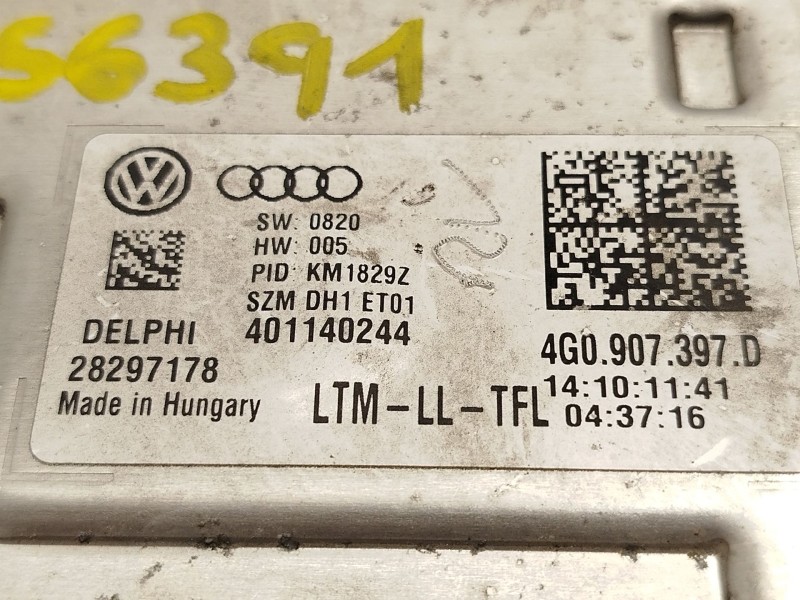 S6391
SW: 0820
HW: 005
PID: KM1829Z
SZM DH1 ET01
DELPHI 401140244
28297178
Made in Hungary
LTM-LL-TFL
4G0.907.397.D
14:10:11:41
04:37:16